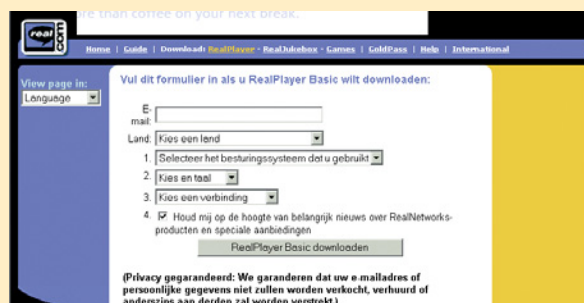 re than coffee on your next break.
real.com
Home | Guide | Download: RealPlayer - RealJukebox - Games | GoldPass | Help | International
View page in:
Language
Vul dit formulier in als u RealPlayer Basic wilt downloaden:
E-
mail:
Land: Kies een land
1. Selecteer het besturingssysteem dat u gebruikt
2. Kies en taal
3. Kies een verbinding
4. Houd mij op de hoogte van belangrijk nieuws over RealNetworks-
producten en speciale aanbiedingen
RealPlayer Basic downloaden
(Privacy gegarandeerd: We garanderen dat uw e-mailadres of
persoonlijke gegevens niet zullen worden verkocht, verhuurd of
anderszins aan derden zal worden verstrekt.)